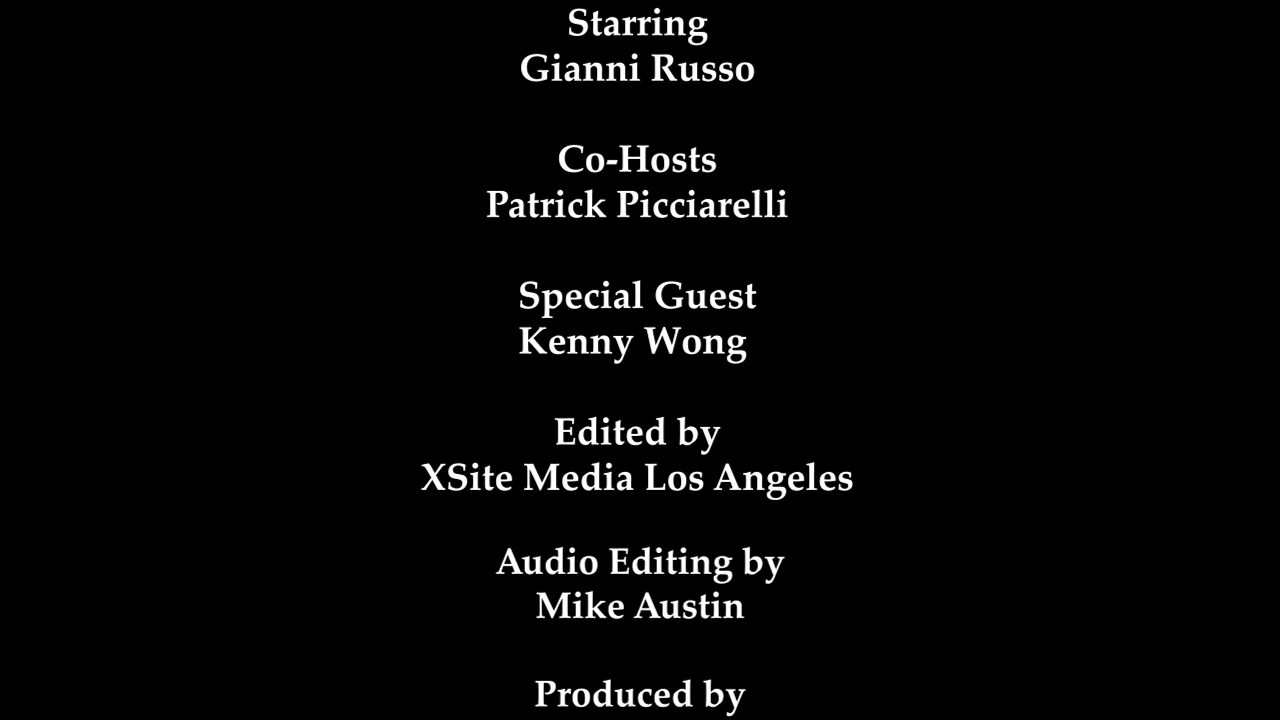 Starring
Gianni Russo
Co-Hosts
Patrick Picciarelli
Special Guest
Kenny Wong
Edited by
XSite Media Los Angeles
Audio Editing by
Mike Austin
Produced by